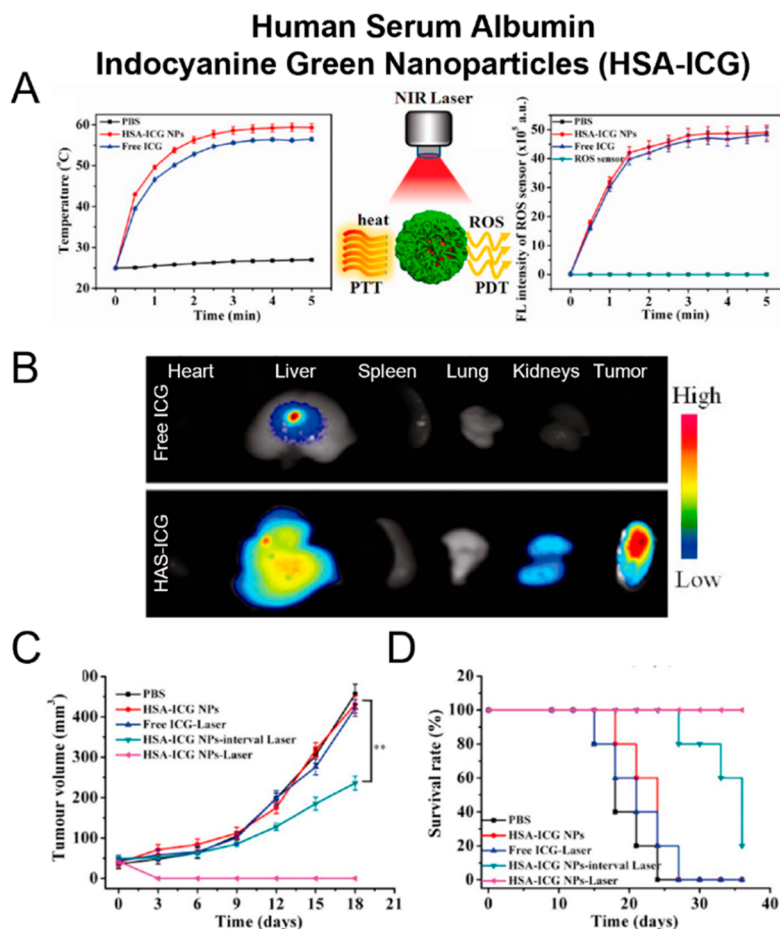 Human Serum Albumin
Indocyanine Green Nanoparticles (HSA-ICG)
A
PBS
HSA-ICG NPs
Free ICG
Temperature (°C)
60
50
40
30
20
0 1 2 3 4 5
Time (min)
NIR Laser
heat
ROS
PTT
PDT
PBS
HSA-ICG NPs
Free ICG
ROS sensor
FL intensity of ROS sensor (x10⁵ a.u.)
50
40
30
20
10
0
0 1 2 3 4 5
Time (min)
B
Heart Liver Spleen Lung Kidneys Tumor
Free ICG
HAS-ICG
High
Low
C
PBS
HSA-ICG NPs
Free ICG-Laser
HSA-ICG NPs-interval Laser
HSA-ICG NPs-Laser
**
Tumour volume (mm³)
00
400
300
200
100
50
0
0 3 6 9 12 15 18 21
Time (days)
D
Survival rate (%)
120
100
80
60
40
20
0
PBS
HSA-ICG NPs
Free ICG-Laser
HSA-ICG NPs-interval Laser
HSA-ICG NPs-Laser
0 10 20 30 40
Time (days)